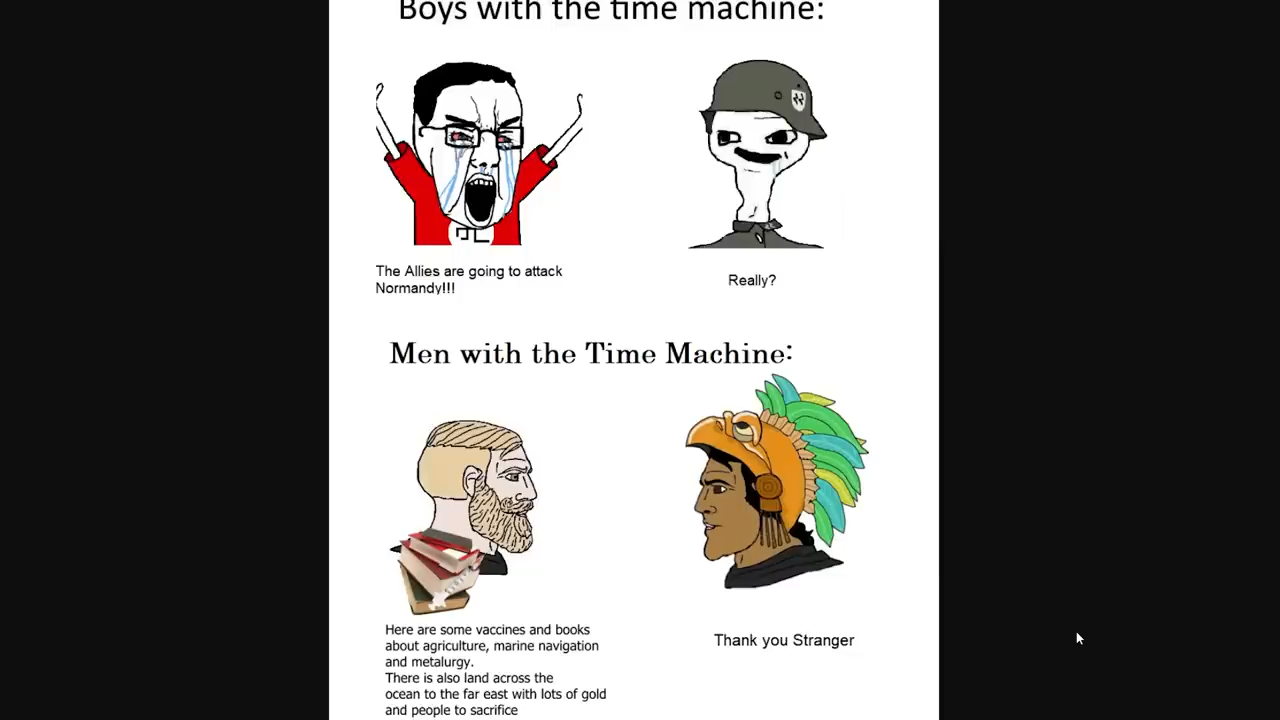 Boys with the time machine:
The Allies are going to attack
Normandy!!!
Really?
Men with the Time Machine:
Here are some vaccines and books
about agriculture, marine navigation
and metalurgy.
There is also land across the
ocean to the far east with lots of gold
and people to sacrifice
Thank you Stranger